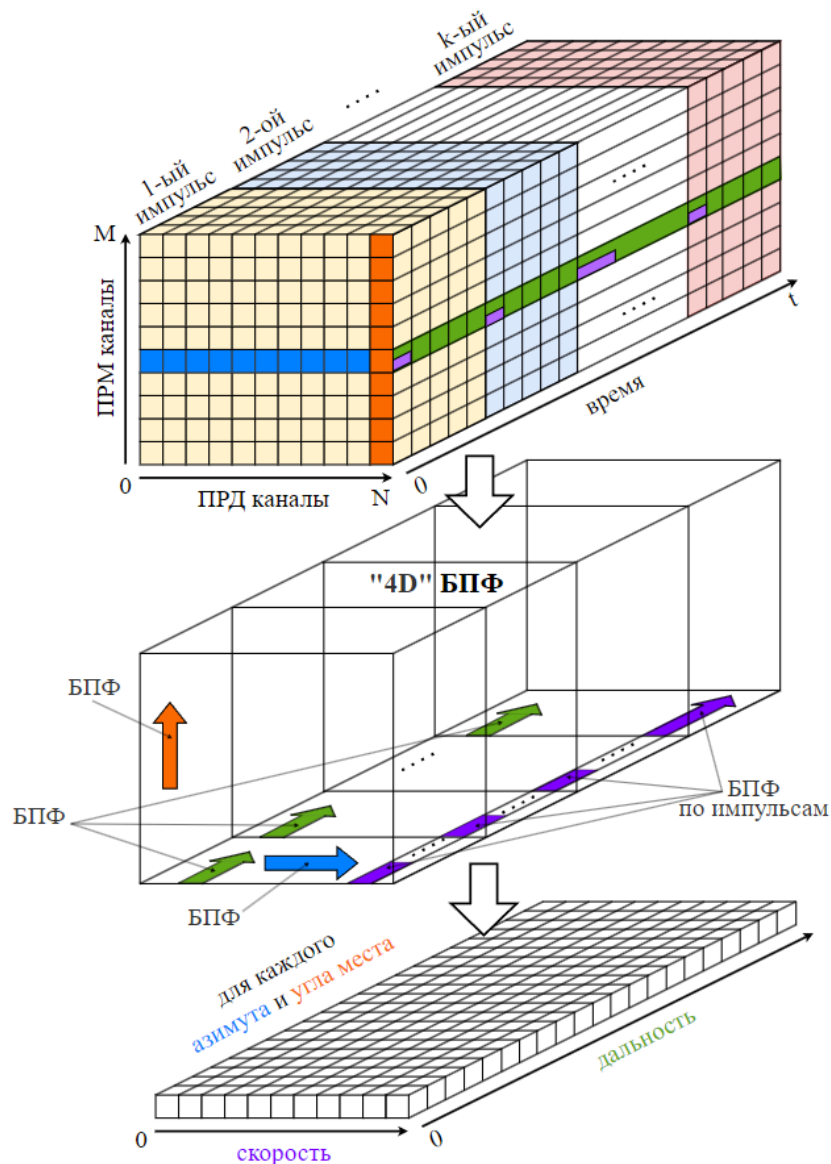 k-ый
импульс
....
2-ой
импульс
1-ый
импульс
M
ПРМ каналы
....
....
t
время
0
ПРД каналы
N
0
"4D" БПФ
БПФ
....
БПФ
БПФ
по импульсам
БПФ
для каждого
азимута и угла места
дальность
0
скорость
0